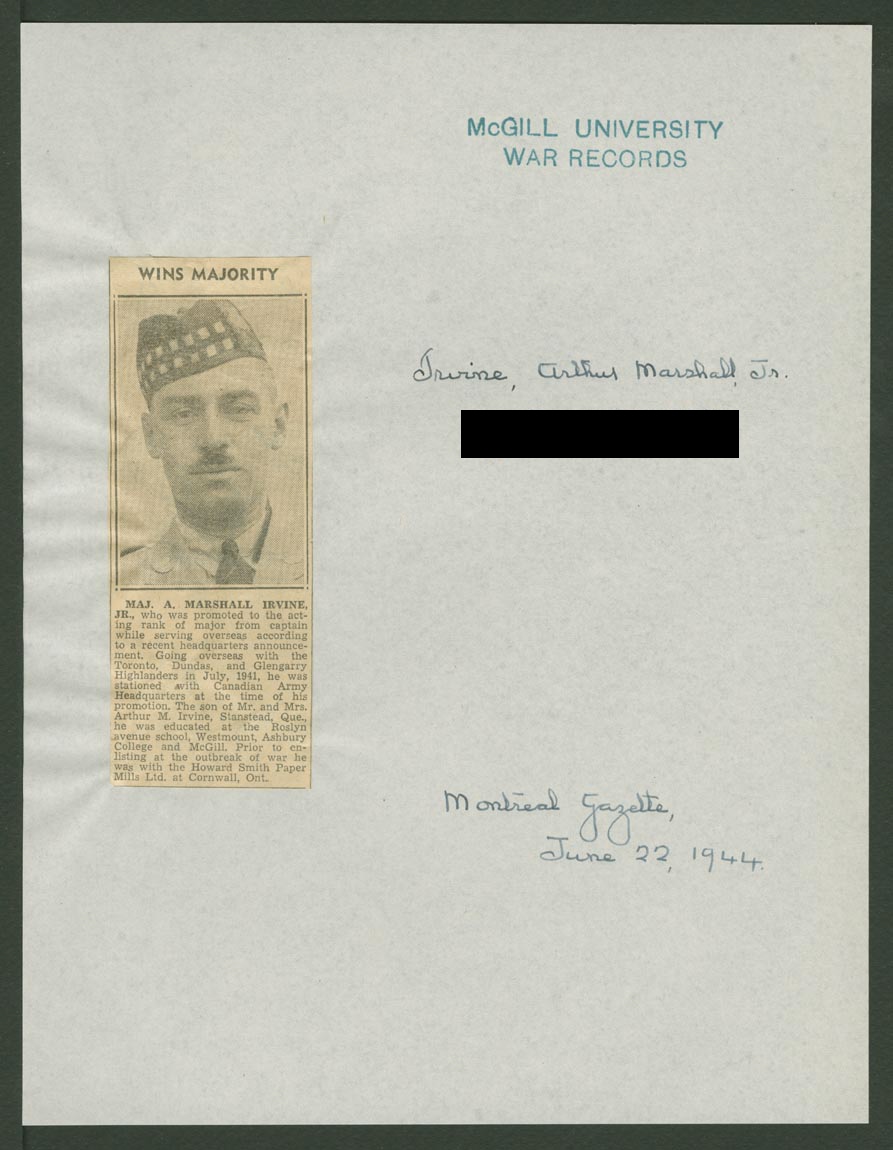 McGILL UNIVERSITY
WAR RECORDS
WINS MAJORITY
Irvine, Arthur Marshall, Jr.
MAJ. A. MARSHALL IRVINE,
JR., who was promoted to the act-
ing rank of major from captain
while serving overseas according
to a recent headquarters announce-
ment. Going overseas with the
Toronto, Dundas, and Glengarry
Highlanders in July, 1941, he was
stationed with Canadian Army
Headquarters at the time of his
promotion. The son of Mr. and Mrs.
Arthur M. Irvine, Stanstead, Que.,
he was educated at the Roslyn
avenue school, Westmount, Ashbury
College and McGill. Prior to en-
listing at the outbreak of war he
was with the Howard Smith Paper
Mills Ltd. at Cornwall, Ont.
Montreal Gazette,
June 22, 1944.